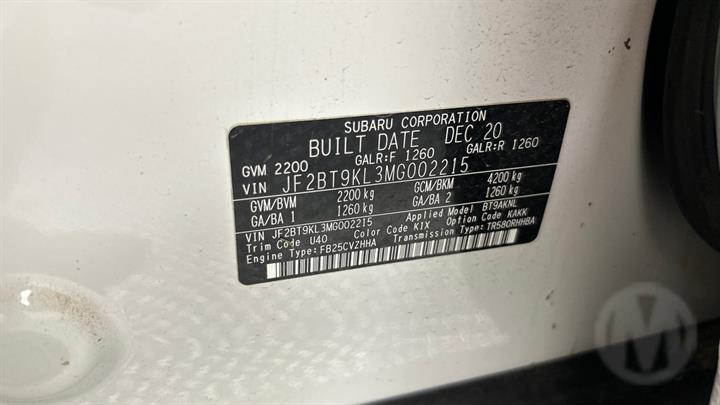 SUBARU CORPORATION
BUILT DATE DEC 20
GVM 2200 GALR:F 1260 GALR:R 1260
VIN JF2BT9KL3MG002215
GVM/BVM 2200 kg GCM/BKM 4200 kg
GA/BA 1 1260 kg GA/BA 2 1260 kg
VIN JF2BT9KL3MG002215 Applied Model BT9AKNL
Trim Code U40 Color Code K1X Option Code KAKK
Engine Type: FB25CVZHHA Transmission Type: TR580RHHBA
M